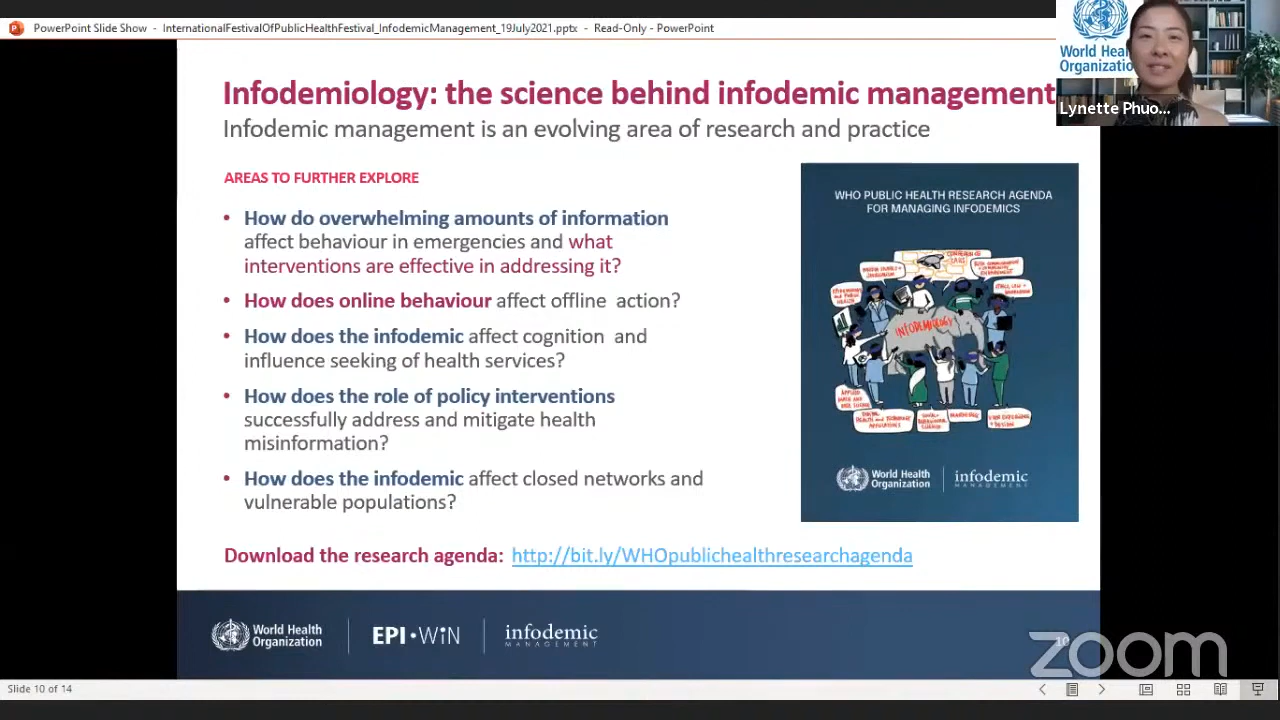 PowerPoint Slide Show - InternationalFestivalOfPublicHealthFestival_InfodemicManagement_19July2021.pptx - Read-Only - PowerPoint
World Hea
Organizatio
Lynette Phuo...
Infodemiology: the science behind infodemic management
Infodemic management is an evolving area of research and practice
AREAS TO FURTHER EXPLORE
• How do overwhelming amounts of information
affect behaviour in emergencies and what
interventions are effective in addressing it?
• How does online behaviour affect offline action?
• How does the infodemic affect cognition and
influence seeking of health services?
• How does the role of policy interventions
successfully address and mitigate health
misinformation?
• How does the infodemic affect closed networks and
vulnerable populations?
Download the research agenda: http://bit.ly/WHOpublichealthresearchagenda
WHO PUBLIC HEALTH RESEARCH AGENDA
FOR MANAGING INFODEMICS
INFODEMIOLOGY
World Health
Organization
infodemic
MANAGEMENT
World Health
Organization
EPI•WiN
infodemic
MANAGEMENT
10
zoom
Slide 10 of 14